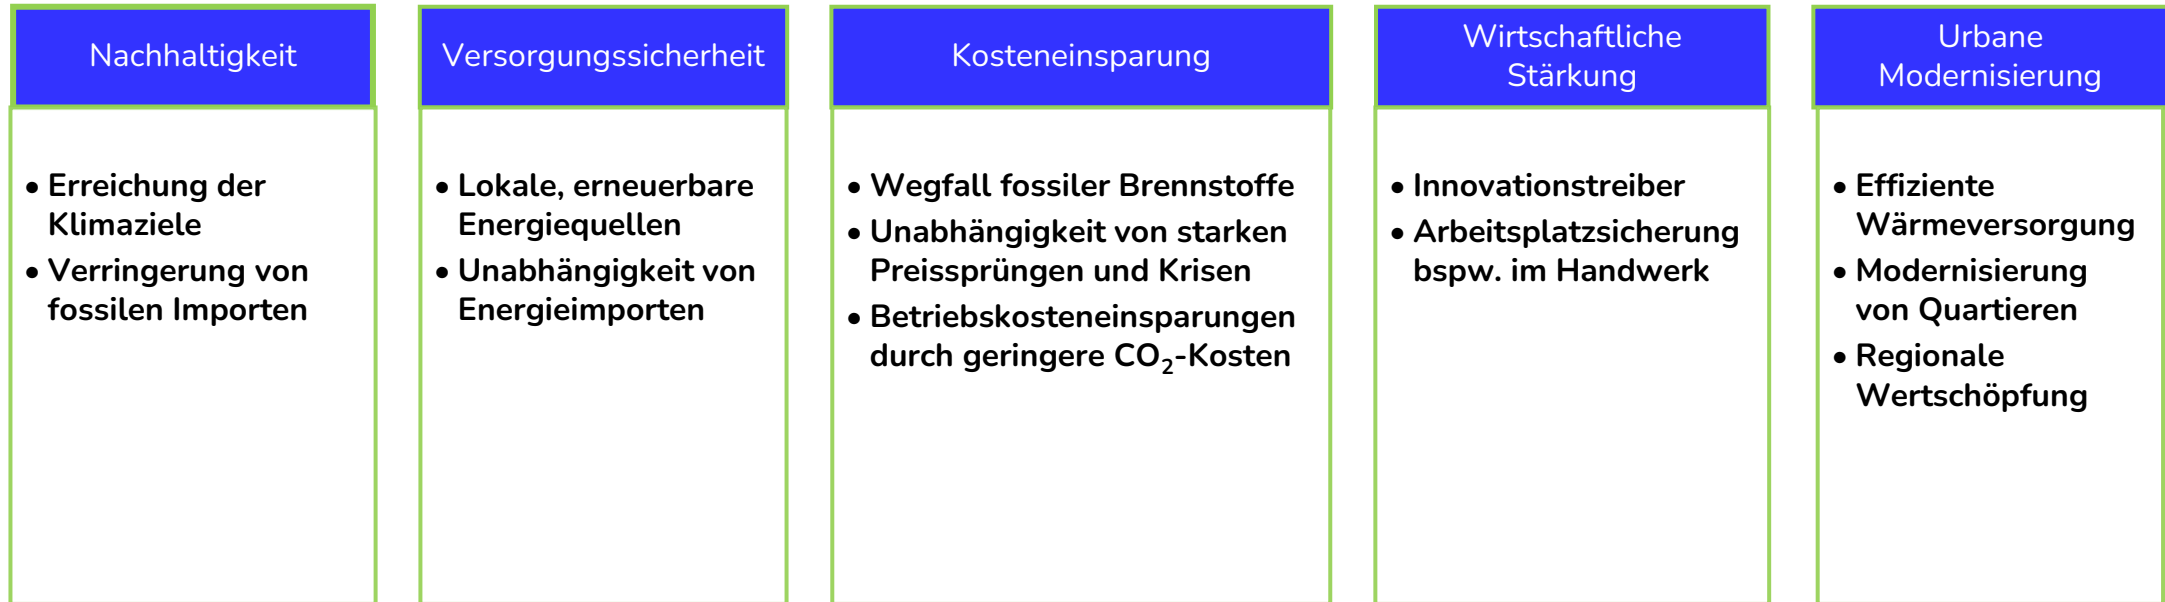 Nachhaltigkeit
• Erreichung der
Klimaziele
• Verringerung von
fossilen Importen
Versorgungssicherheit
• Lokale, erneuerbare
Energiequellen
• Unabhängigkeit von
Energieimporten
Kosteneinsparung
• Wegfall fossiler Brennstoffe
• Unabhängigkeit von starken
Preissprüngen und Krisen
• Betriebskosteneinsparungen
durch geringere CO₂-Kosten
Wirtschaftliche
Stärkung
• Innovationstreiber
• Arbeitsplatzsicherung
bspw. im Handwerk
Urbane
Modernisierung
• Effiziente
Wärmeversorgung
• Modernisierung
von Quartieren
• Regionale
Wertschöpfung